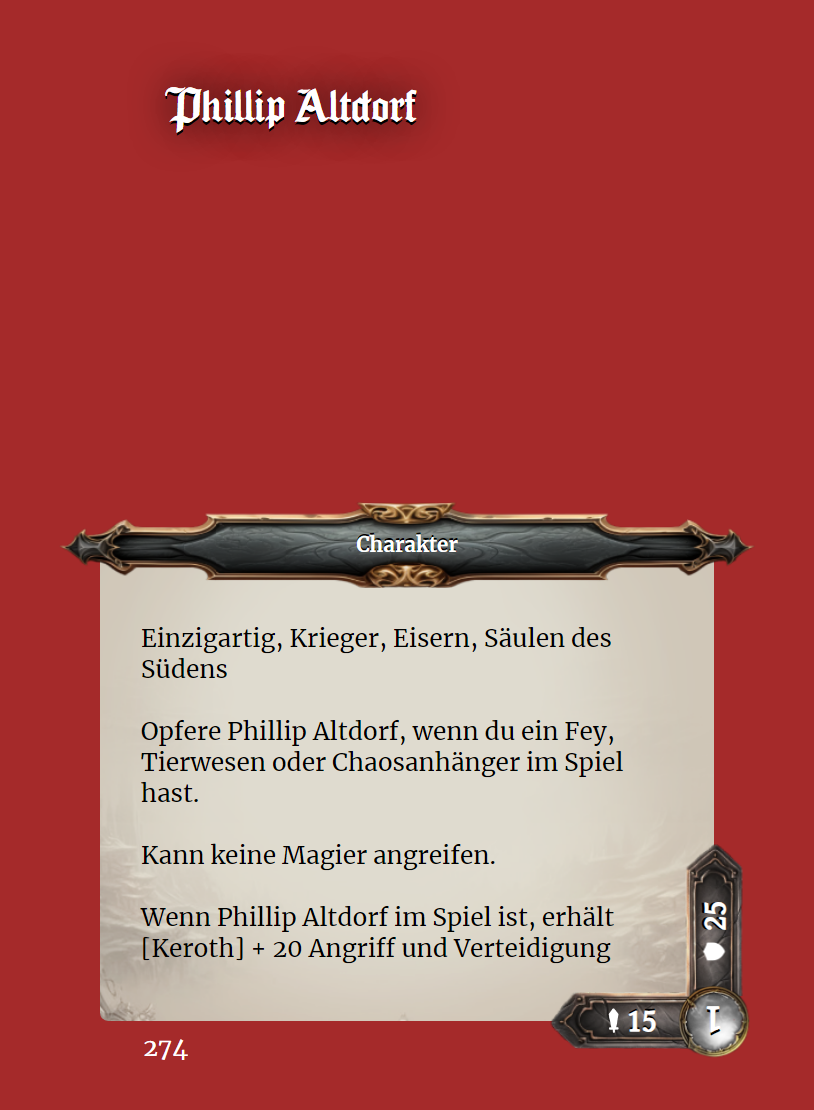 Phillip Altdorf
Charakter
Einzigartig, Krieger, Eisern, Säulen des
Südens
Opfere Phillip Altdorf, wenn du ein Fey,
Tierwesen oder Chaosanhänger im Spiel
hast.
Kann keine Magier angreifen.
Wenn Phillip Altdorf im Spiel ist, erhält
[Keroth] + 20 Angriff und Verteidigung
25
15
1
274